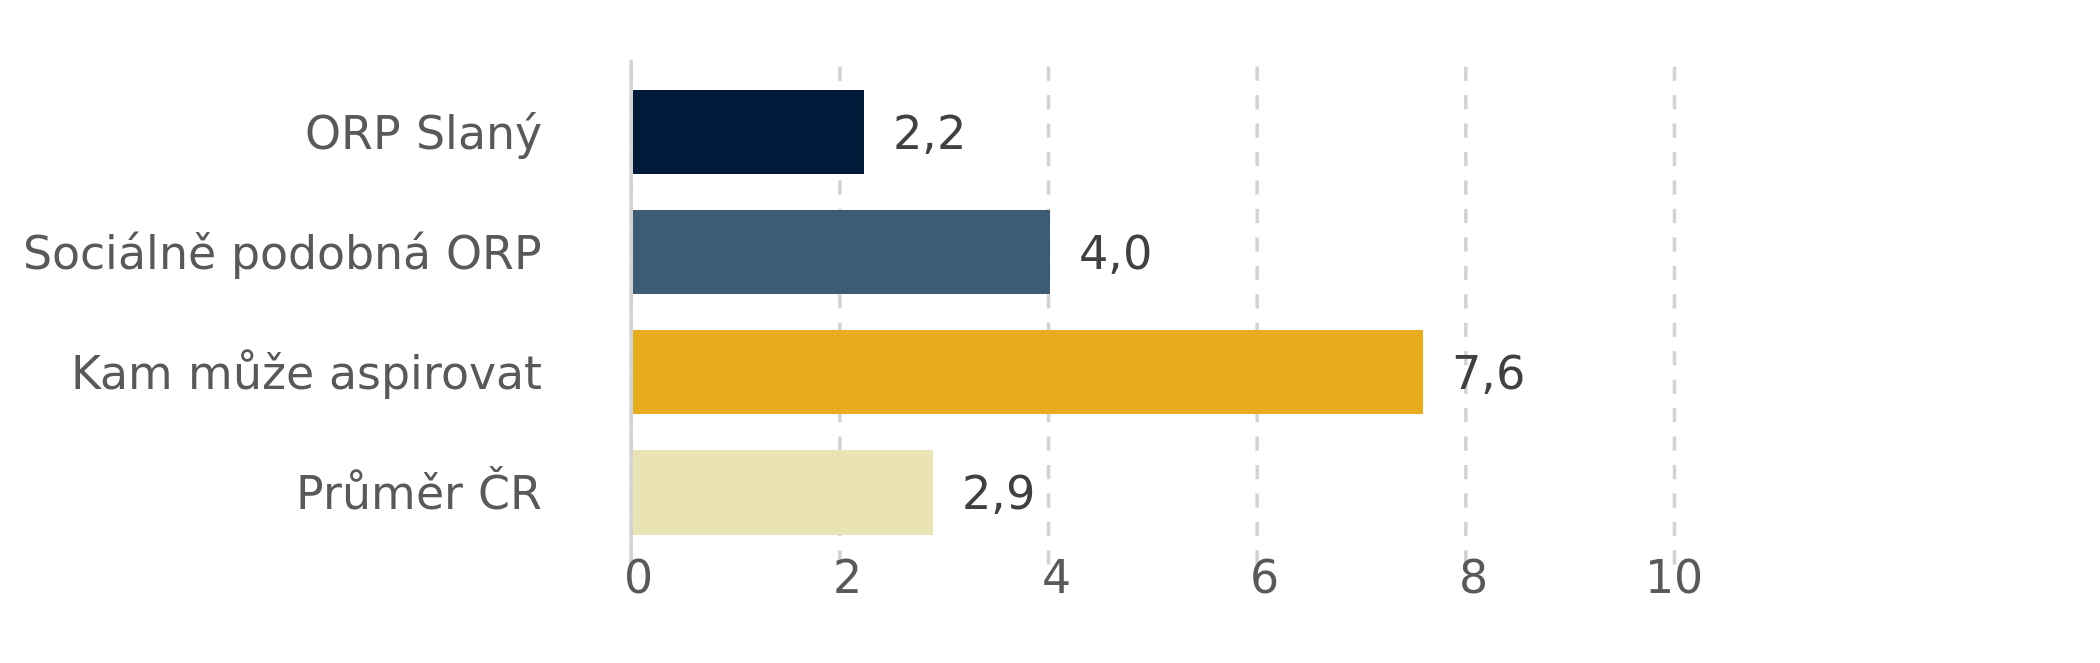 ORP Slaný 2,2
Sociálně podobná ORP 4,0
Kam může aspirovat 7,6
Průměr ČR 2,9
0 2 4 6 8 10